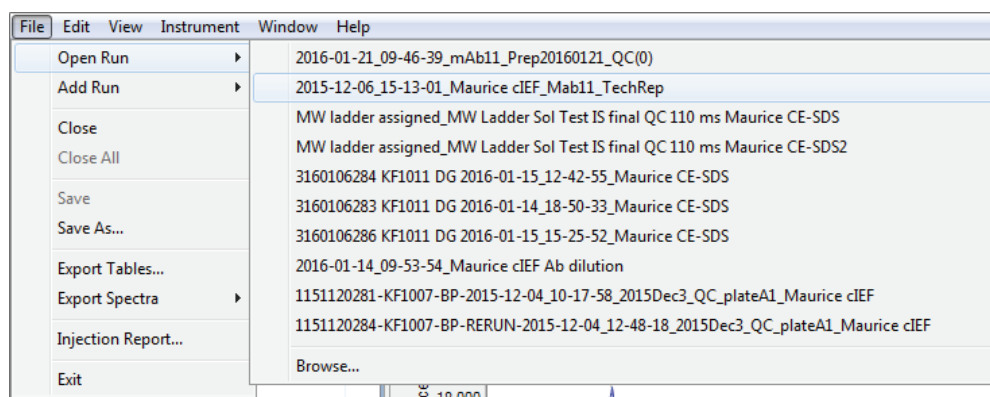 File Edit View Instrument Window Help
Open Run
Add Run
Close
Close All
Save
Save As...
Export Tables...
Export Spectra
Injection Report...
Exit
2016-01-21_09-46-39_mAb11_Prep20160121_QC(0)
2015-12-06_15-13-01_Maurice cIEF_Mab11_TechRep
MW ladder assigned_MW Ladder Sol Test IS final QC 110 ms Maurice CE-SDS
MW ladder assigned_MW Ladder Sol Test IS final QC 110 ms Maurice CE-SDS2
3160106284 KF1011 DG 2016-01-15_12-42-55_Maurice CE-SDS
3160106283 KF1011 DG 2016-01-14_18-50-33_Maurice CE-SDS
3160106286 KF1011 DG 2016-01-15_15-25-52_Maurice CE-SDS
2016-01-14_09-53-54_Maurice cIEF Ab dilution
1151120281-KF1007-BP-2015-12-04_10-17-58_2015Dec3_QC_plateA1_Maurice cIEF
1151120284-KF1007-BP-RERUN-2015-12-04_12-48-18_2015Dec3_QC_plateA1_Maurice cIEF
Browse...
18,000